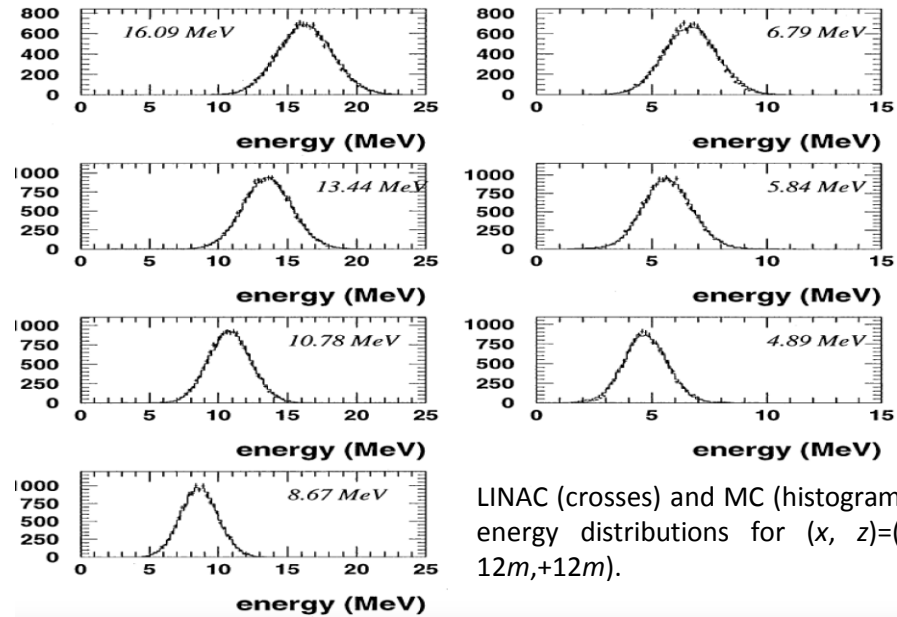 800
600
400
200
0
16.09 MeV
0 5 10 15 20 25
energy (MeV)
1000
750
500
250
0
13.44 MeV
0 5 10 15 20 25
energy (MeV)
1000
750
500
250
0
10.78 MeV
0 5 10 15 20 25
energy (MeV)
1000
750
500
250
0
8.67 MeV
0 5 10 15 20 25
energy (MeV)
800
600
400
200
0
6.79 MeV
0 5 10 15
energy (MeV)
1000
750
500
250
0
5.84 MeV
0 5 10 15
energy (MeV)
1000
750
500
250
0
4.89 MeV
0 5 10 15
energy (MeV)
LINAC (crosses) and MC (histogram
energy distributions for (x, z)=(
12m,+12m).